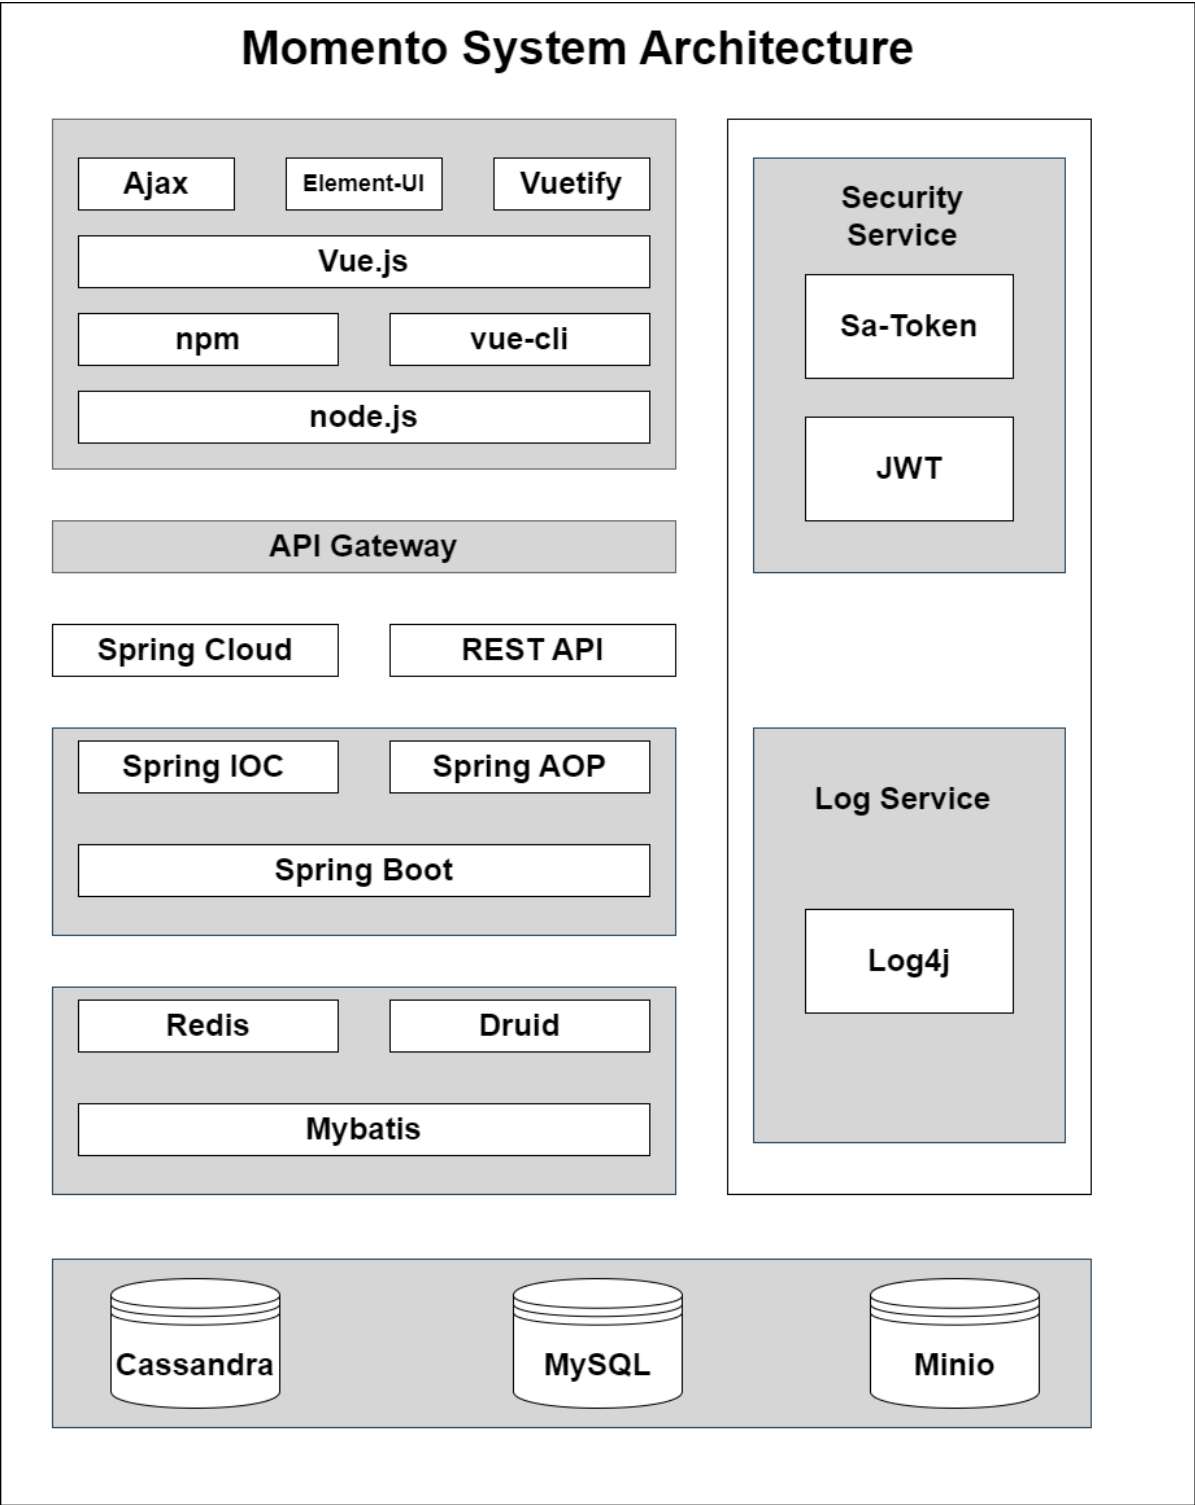 Momento System Architecture
Ajax
Element-UI
Vuetify
Vue.js
npm
vue-cli
node.js
API Gateway
Spring Cloud
REST API
Spring IOC
Spring AOP
Spring Boot
Redis
Druid
Mybatis
Security
Service
Sa-Token
JWT
Log Service
Log4j
Cassandra
MySQL
Minio